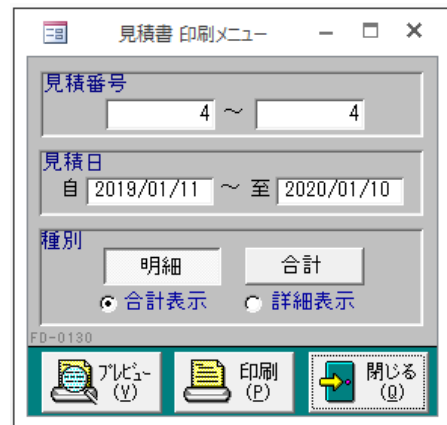 見積書 印刷メニュー
見積番号
4 ～ 4
見積日
自 2019/01/11 ～ 至 2020/01/10
種別
明細 合計
合計表示 詳細表示
FD-0130
ﾌﾟﾚﾋﾞｭｰ 印刷 閉じる
(V) (P) (Q)